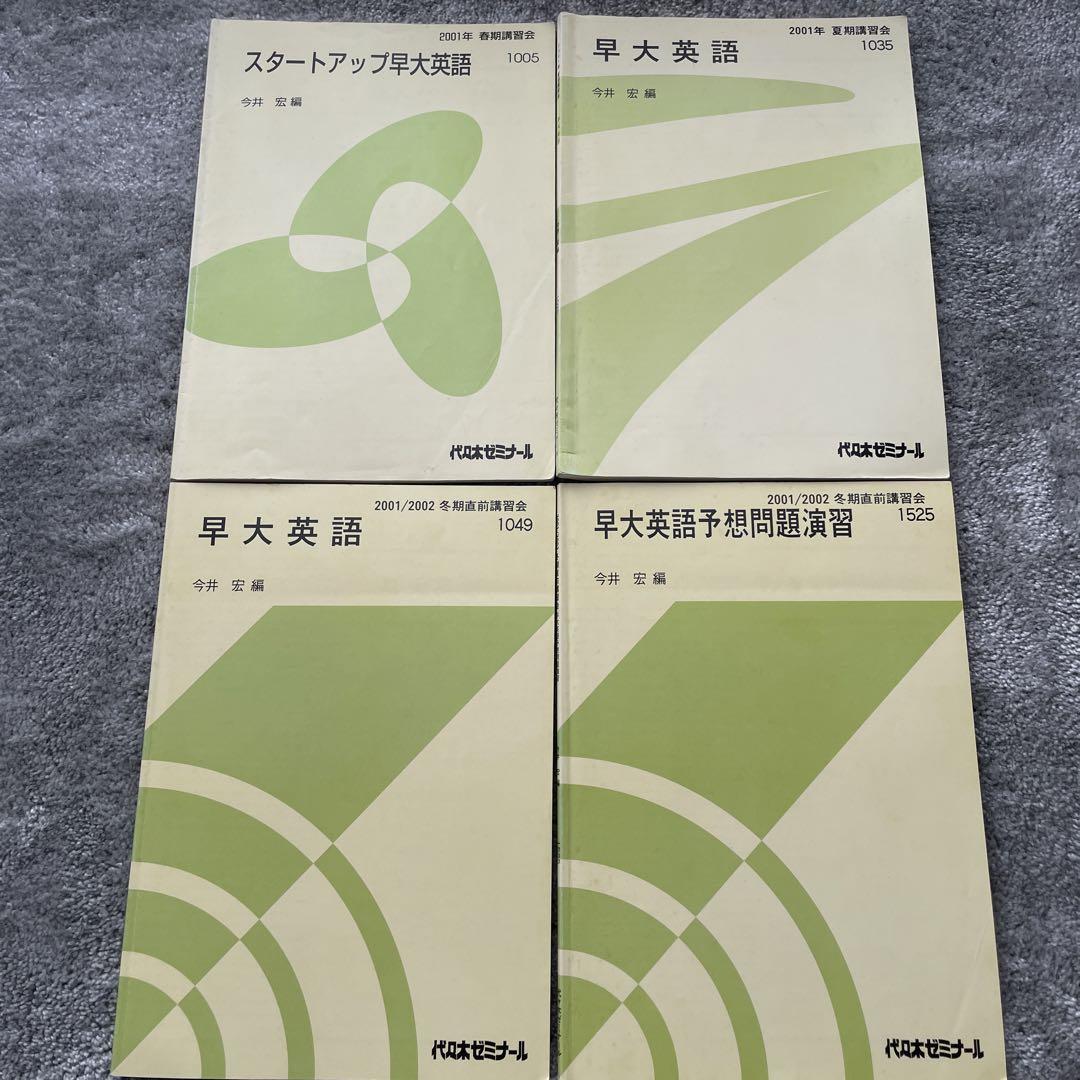 2001年 春期講習会
スタートアップ早大英語 1005
今井 宏 編
代々木ゼミナール
2001年 夏期講習会
早大英語 1035
今井 宏 編
代々木ゼミナール
2001/2002 冬期直前講習会
早大英語 1049
今井 宏 編
代々木ゼミナール
2001/2002 冬期直前講習会
早大英語予想問題演習 1525
今井 宏 編
代々木ゼミナール